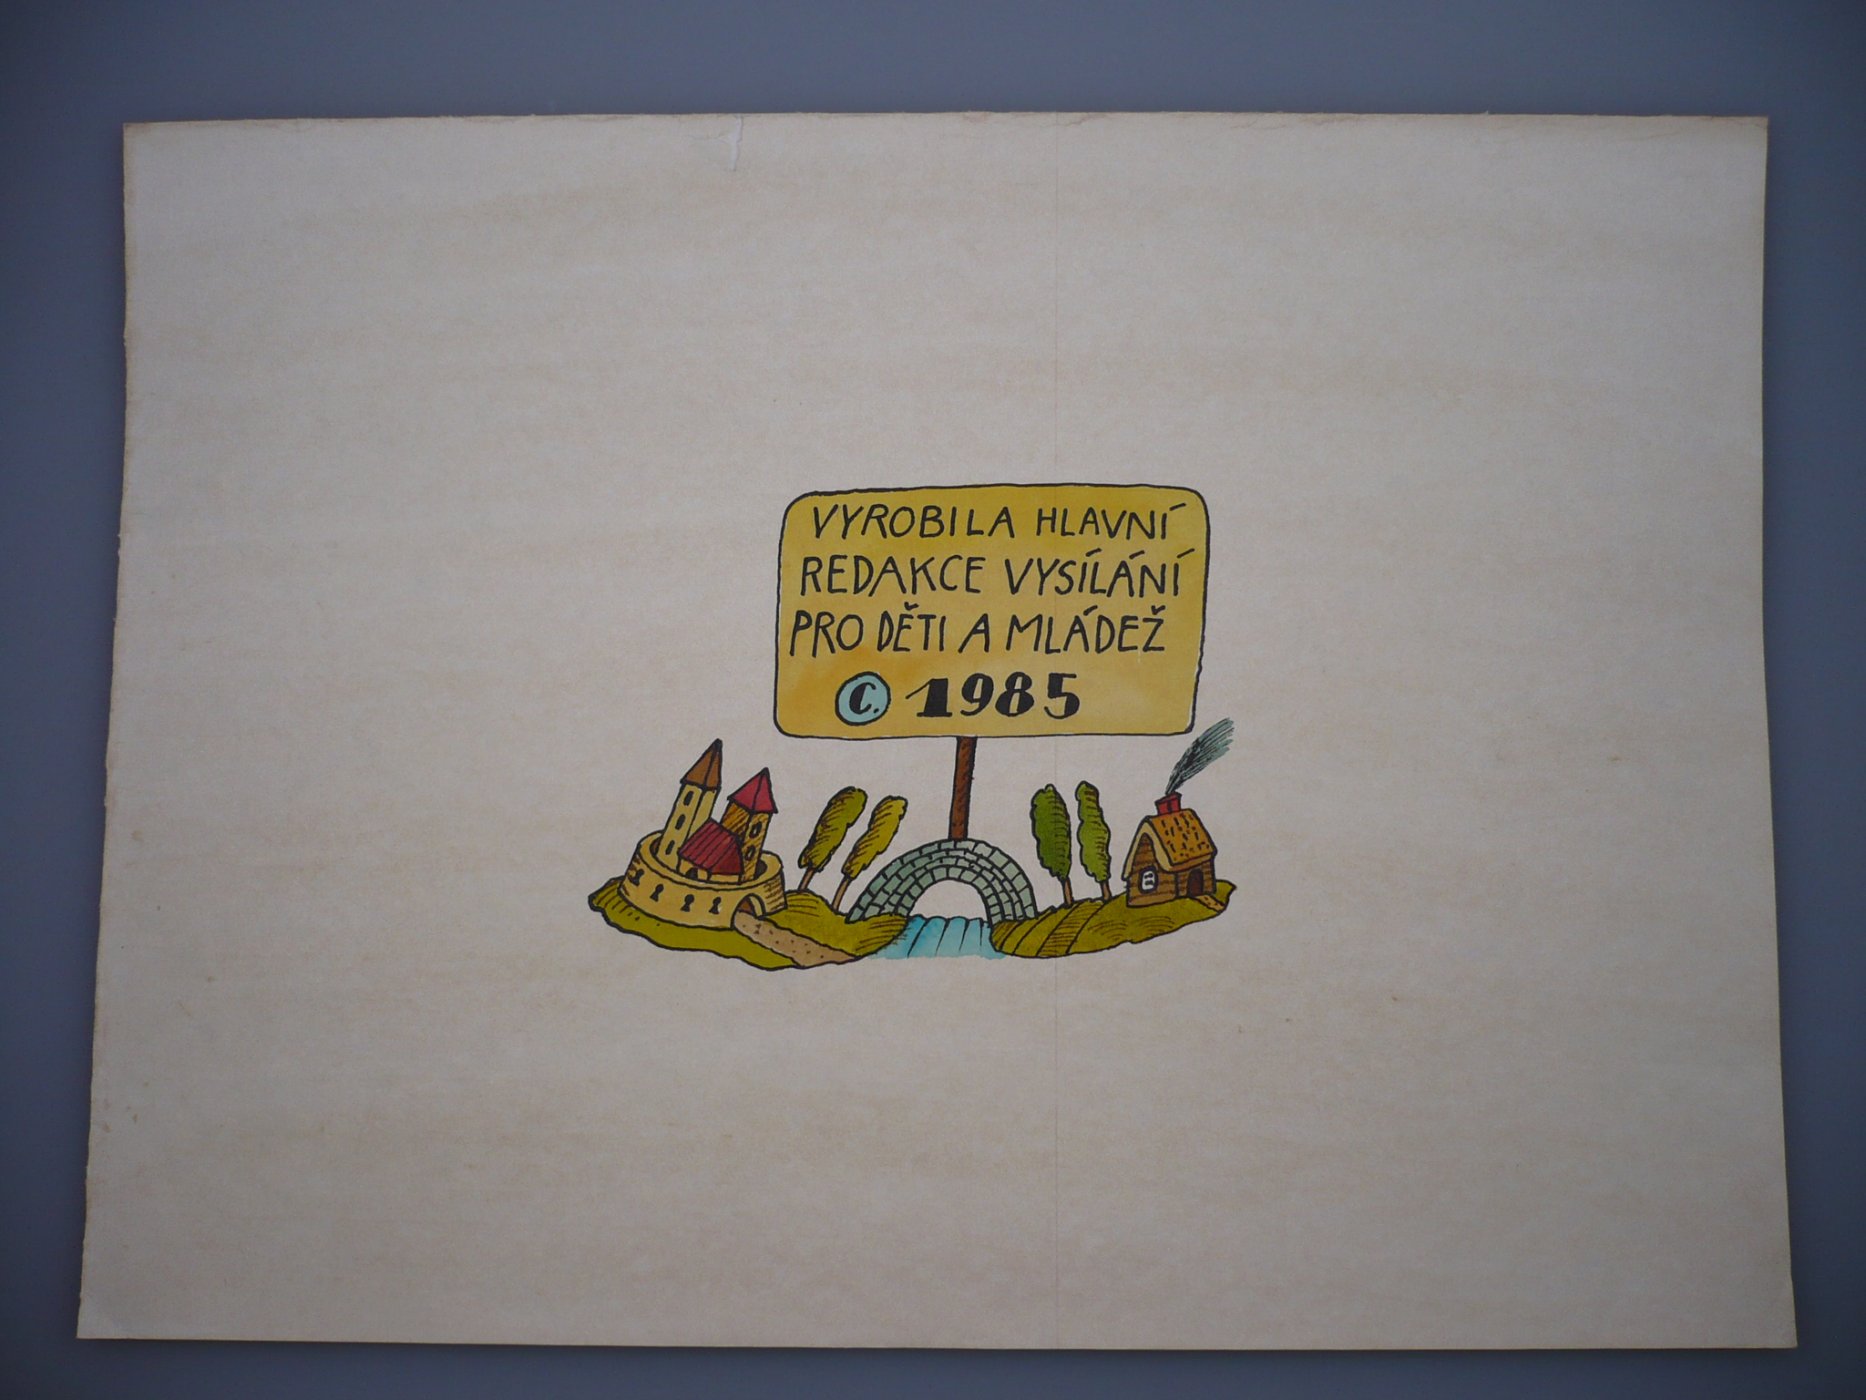 VYROBILA HLAVNÍ
REDAKCE VYSÍLÁNÍ
PRO DĚTI A MLÁDEŽ
C. 1985